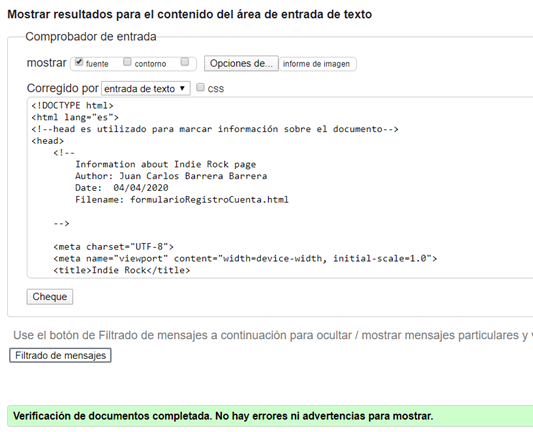 Mostrar resultados para el contenido del área de entrada de texto
Comprobador de entrada
mostrar fuente contorno Opciones de... informe de imagen
Corregido por entrada de texto css
<!DOCTYPE html>
<html lang="es">
<!--head es utilizado para marcar información sobre el documento-->
<head>
<!--
Information about Indie Rock page
Author: Juan Carlos Barrera Barrera
Date: 04/04/2020
Filename: formularioRegistroCuenta.html
-->
<meta charset="UTF-8">
<meta name="viewport" content="width=device-width, initial-scale=1.0">
<title>Indie Rock</title>
Cheque
Use el botón de Filtrado de mensajes a continuación para ocultar / mostrar mensajes particulares y
Filtrado de mensajes
Verificación de documentos completada. No hay errores ni advertencias para mostrar.